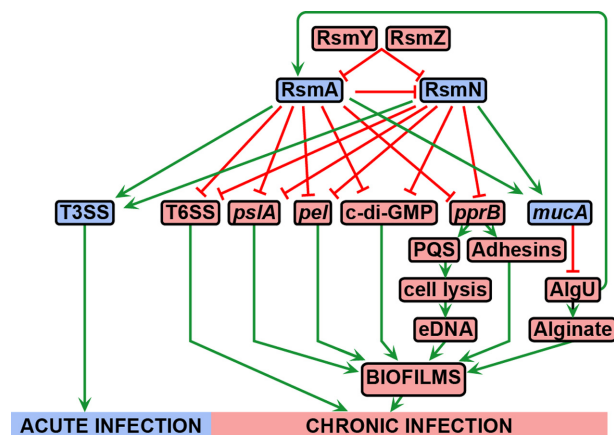 RsmY RsmZ
RsmA RsmN
T3SS T6SS pslA pel c-di-GMP pprB mucA
PQS Adhesins
cell lysis AlgU
eDNA Alginate
BIOFILMS
ACUTE INFECTION CHRONIC INFECTION